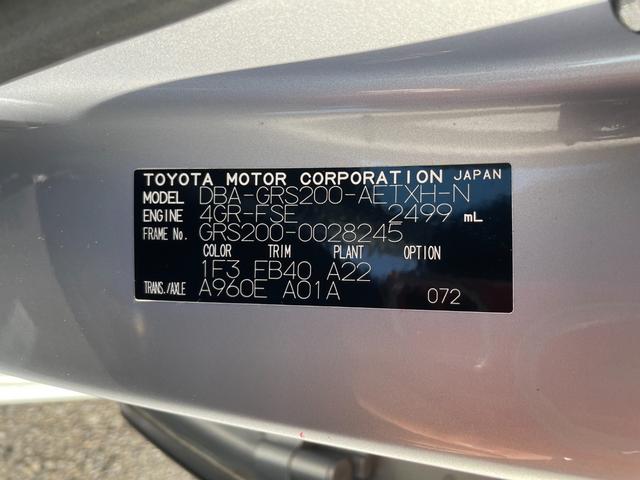 TOYOTA MOTOR CORPORATION JAPAN
MODEL DBA-GRS200-AETXH-N
ENGINE 4GR-FSE 2499 mL
FRAME No. GRS200-0028245
COLOR TRIM PLANT OPTION
1F3 FB40 A22
TRANS./AXLE A960E A01A 072